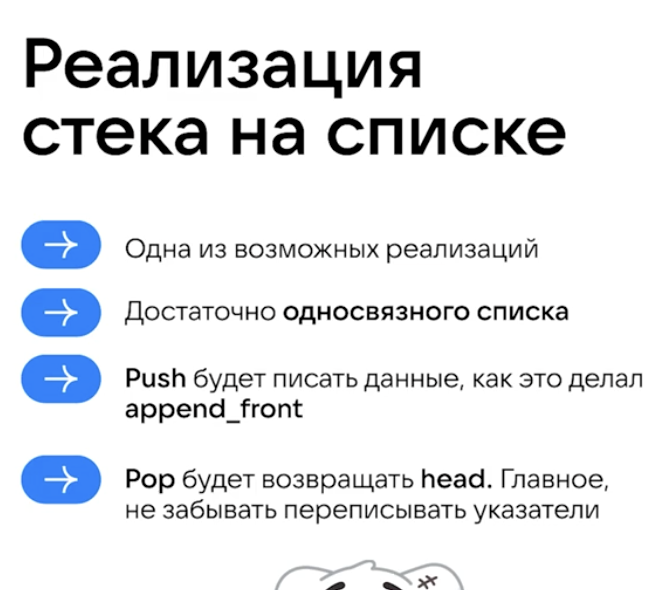 Реализация
стека на списке
Одна из возможных реализаций
Достаточно односвязного списка
Push будет писать данные, как это делал
append_front
Pop будет возвращать head. Главное,
не забывать переписывать указатели